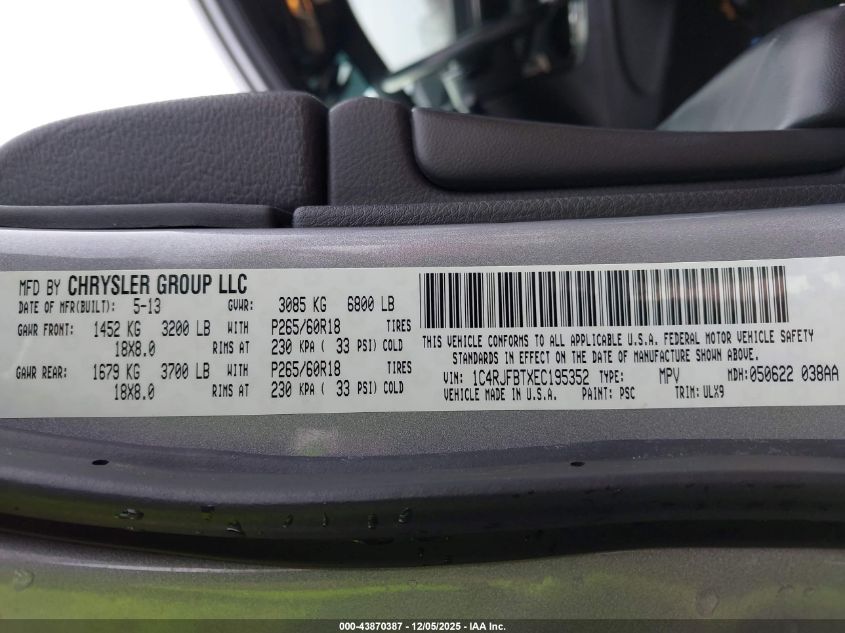 MFD BY CHRYSLER GROUP LLC
DATE OF MFR(BUILT): 5-13 GVWR: 3085 KG 6800 LB
GAWR FRONT: 1452 KG 3200 LB WITH P265/60R18 TIRES
18X8.0 RIMS AT 230 KPA ( 33 PSI) COLD
GAWR REAR: 1679 KG 3700 LB WITH P265/60R18 TIRES
18X8.0 RIMS AT 230 KPA ( 33 PSI) COLD
THIS VEHICLE CONFORMS TO ALL APPLICABLE U.S.A. FEDERAL MOTOR VEHICLE SAFETY
STANDARDS IN EFFECT ON THE DATE OF MANUFACTURE SHOWN ABOVE.
VIN: 1C4RJFBTXEC195352 TYPE: MPV MDH:050622 038AA
VEHICLE MADE IN U.S.A. PAINT: PSC TRIM: ULX9
000-43870387 - 12/05/2025 - IAA Inc.